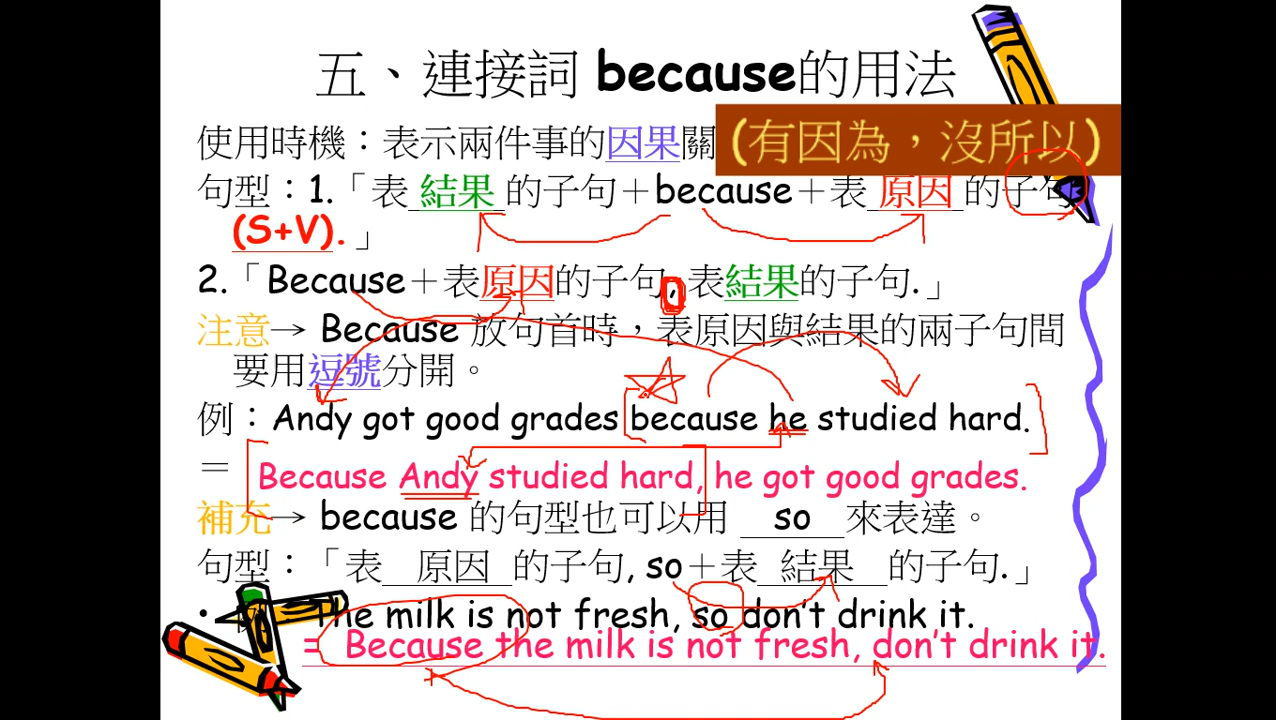 五、連接詞 because的用法
使用時機：表示兩件事的因果關
(有因為，沒所以)
句型：1.「表 結果 的子句＋because＋表 原因 的子句
(S+V).」
2.「Because＋表原因的子句, 表結果的子句.」
注意→ Because 放句首時，表原因與結果的兩子句間
要用逗號分開。
例：Andy got good grades because he studied hard.
＝ Because Andy studied hard, he got good grades.
補充→ because 的句型也可以用 so 來表達。
句型：「表 原因 的子句, so＋表 結果 的子句.」
• The milk is not fresh, so don't drink it.
= Because the milk is not fresh, don't drink it.